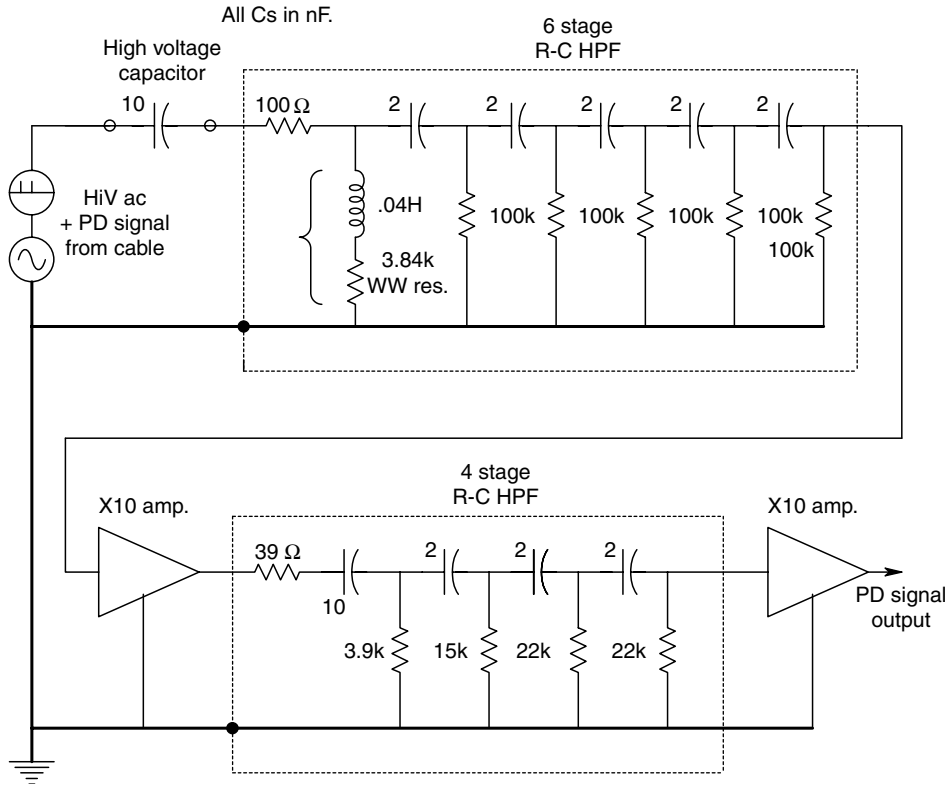 All Cs in nF.
6 stage
R-C HPF
High voltage
capacitor
10
100 Ω
2
2
2
2
2
HiV ac
+ PD signal
from cable
.04H
3.84k
WW res.
100k
100k
100k
100k
100k
4 stage
R-C HPF
X10 amp.
X10 amp.
39 Ω
10
2
2
2
3.9k
15k
22k
22k
PD signal
output